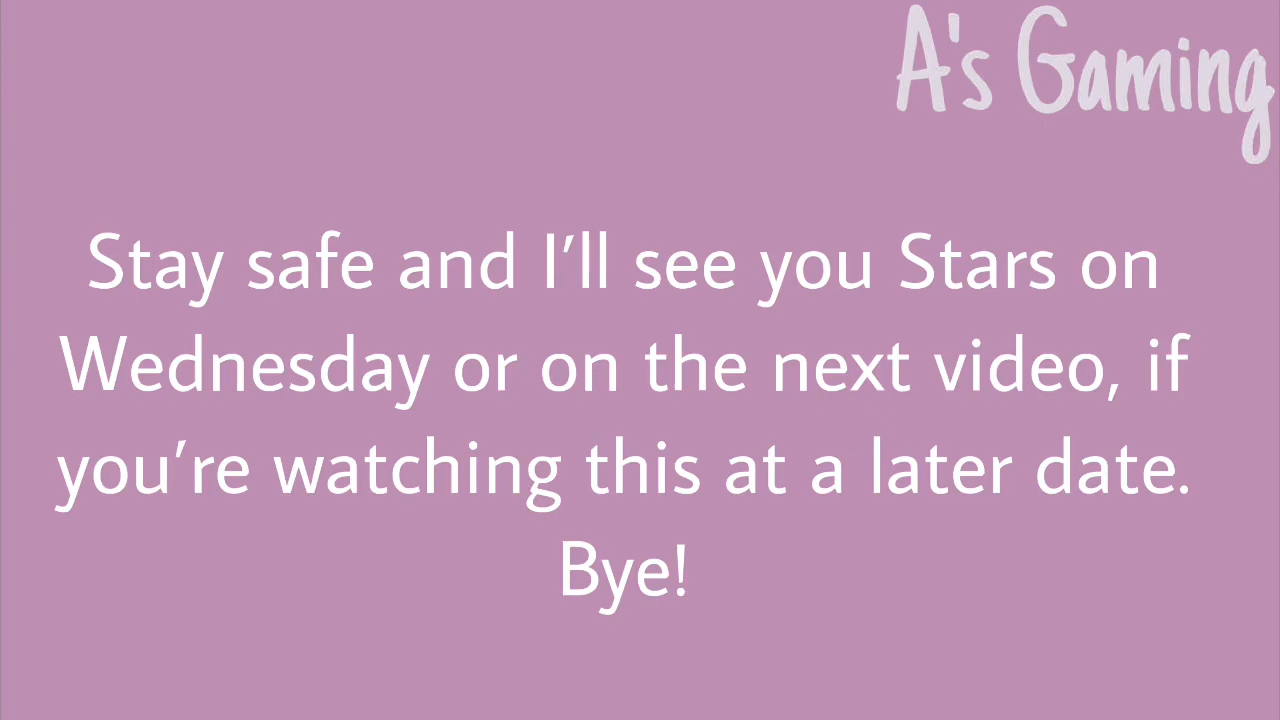 A's Gaming
Stay safe and I’ll see you Stars on
Wednesday or on the next video, if
you’re watching this at a later date.
Bye!